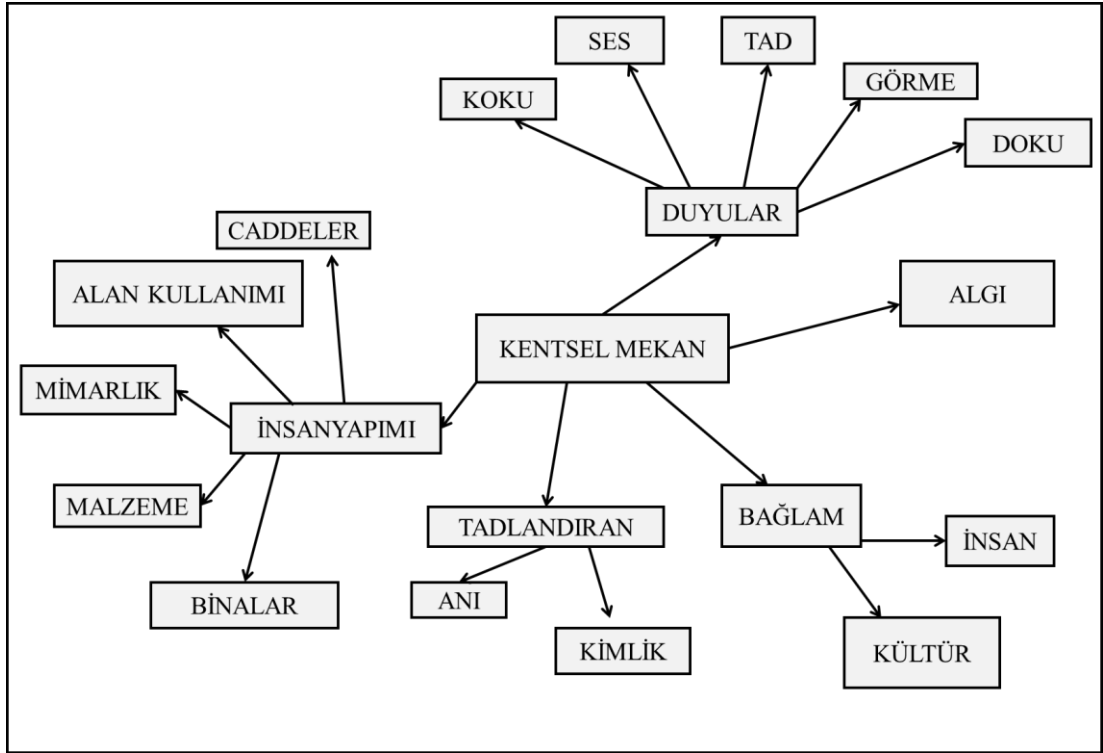 SES
TAD
GÖRME
KOKU
DOKU
DUYULAR
CADDELER
ALAN KULLANIMI
ALGI
KENTSEL MEKAN
MİMARLIK
İNSANYAPIMI
MALZEME
TADLANDIRAN
BAĞLAM
İNSAN
BİNALAR
ANI
KİMLİK
KÜLTÜR